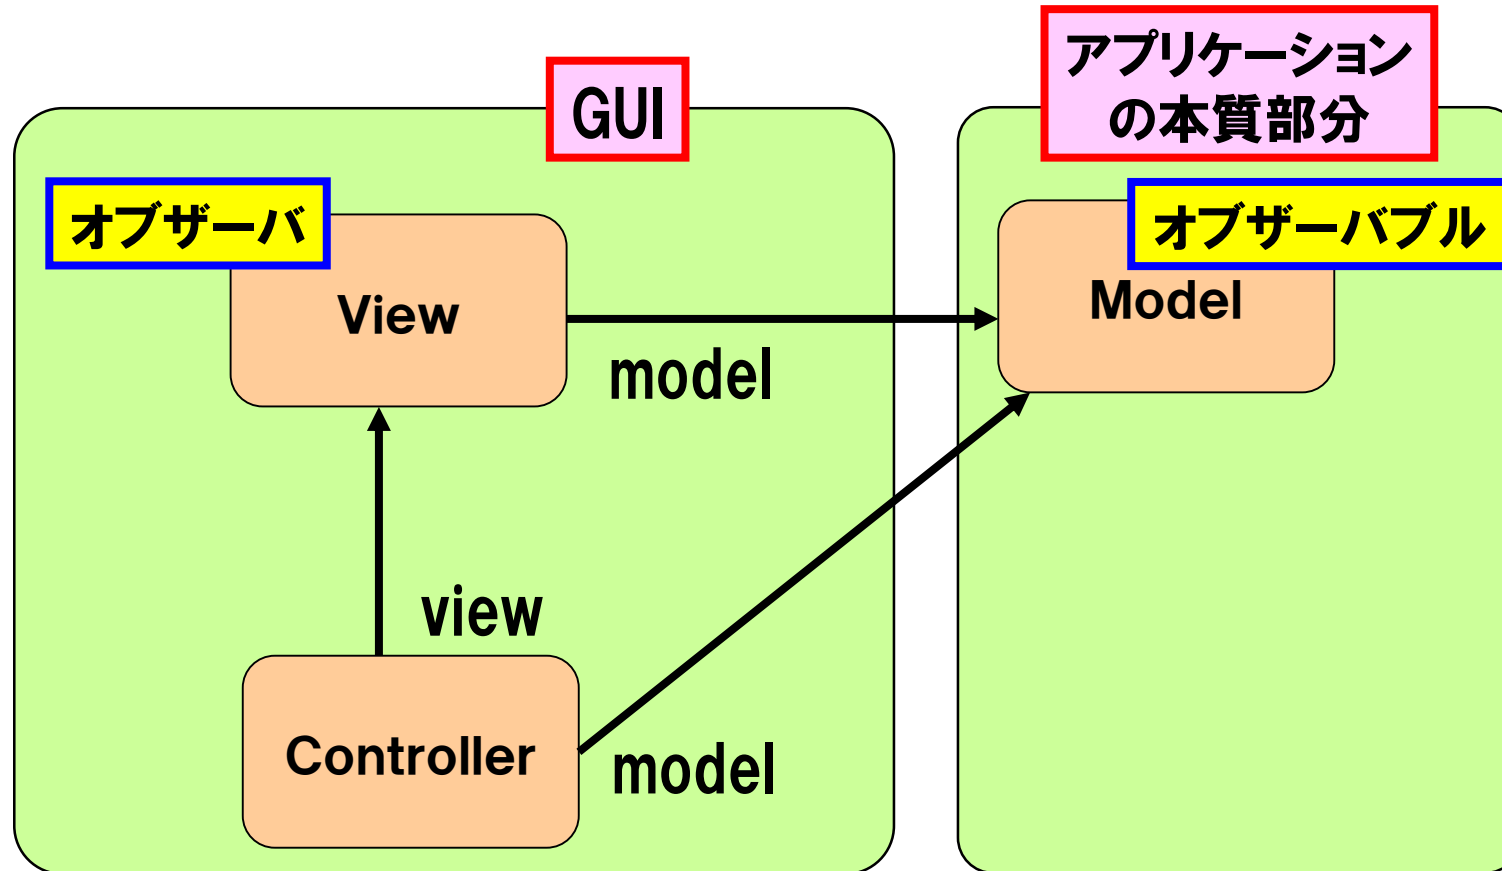 アプリケーション
の本質部分
GUI
オブザーバ
オブザーバブル
View
Model
model
view
Controller
model